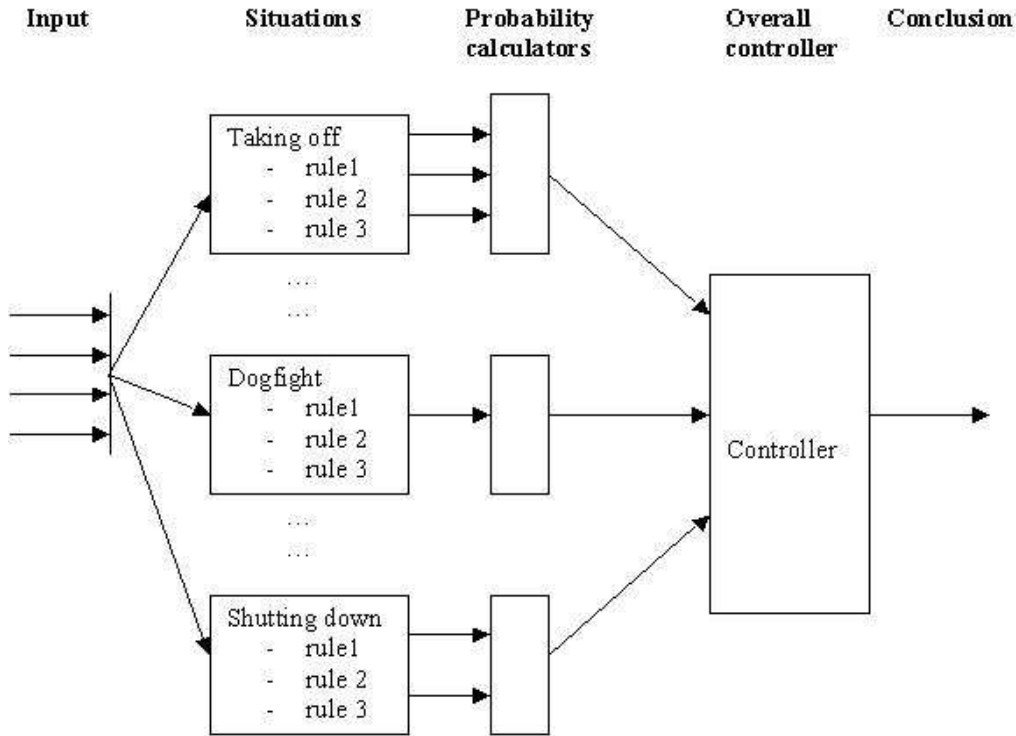 Input
Situations
Probability
calculators
Overall
controller
Conclusion
Taking off
- rule1
- rule 2
- rule 3
...
...
Dogfight
- rule1
- rule 2
- rule 3
...
...
Shutting down
- rule1
- rule 2
- rule 3
Controller